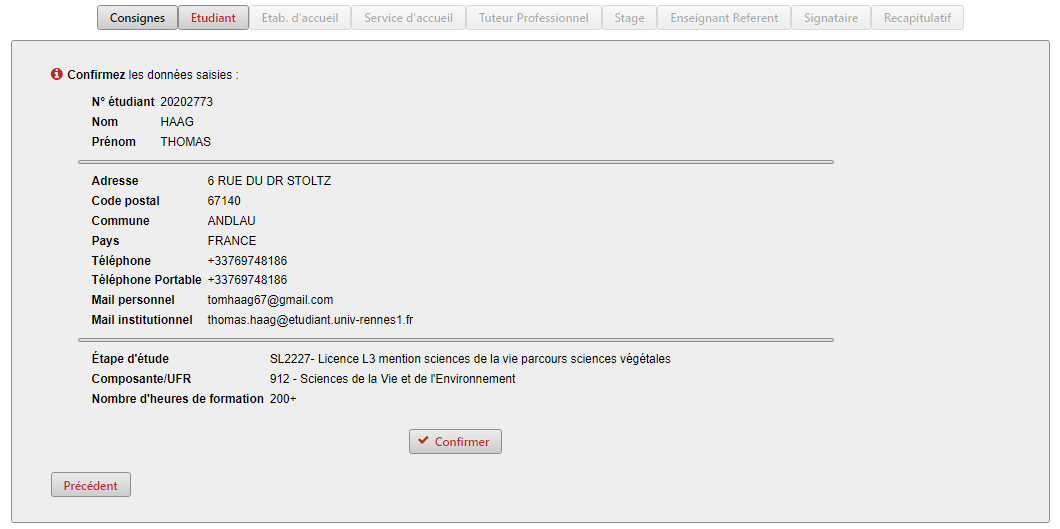 Consignes Etudiant Etab. d'accueil Service d'accueil Tuteur Professionnel Stage Enseignant Referent Signataire Recapitulatif
Confirmez les données saisies :
N° étudiant 20202773
Nom HAAG
Prénom THOMAS
Adresse 6 RUE DU DR STOLTZ
Code postal 67140
Commune ANDLAU
Pays FRANCE
Téléphone +33769748186
Téléphone Portable +33769748186
Mail personnel tomhaag67@gmail.com
Mail institutionnel thomas.haag@etudiant.univ-rennes1.fr
Étape d'étude SL2227- Licence L3 mention sciences de la vie parcours sciences végétales
Composante/UFR 912 - Sciences de la Vie et de l'Environnement
Nombre d'heures de formation 200+
Confirmer
Précédent